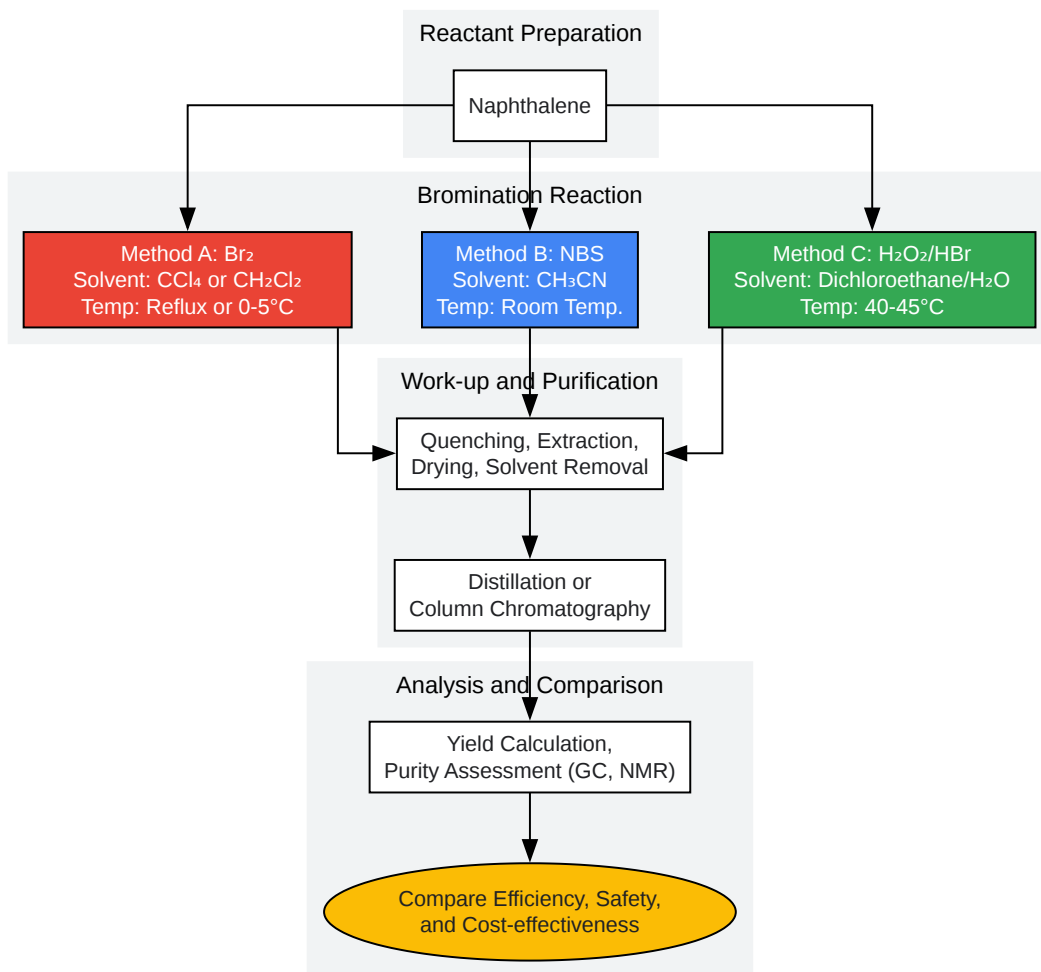 Reactant Preparation
Naphthalene
Bromination Reaction
Method A: Br₂
Solvent: CCl₄ or CH₂Cl₂
Temp: Reflux or 0-5°C
Method B: NBS
Solvent: CH₃CN
Temp: Room Temp.
Method C: H₂O₂/HBr
Solvent: Dichloroethane/H₂O
Temp: 40-45°C
Work-up and Purification
Quenching, Extraction,
Drying, Solvent Removal
Distillation or
Column Chromatography
Analysis and Comparison
Yield Calculation,
Purity Assessment (GC, NMR)
Compare Efficiency, Safety,
and Cost-effectiveness